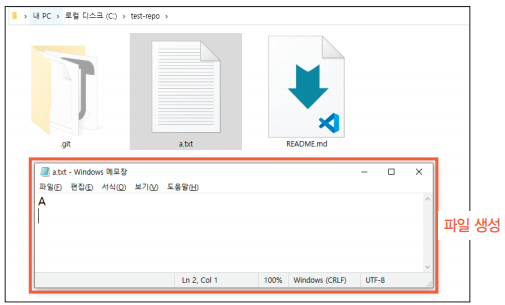 내 PC > 로컬 디스크 (C:) > test-repo >
.git
a.txt
README.md
a.txt - Windows 메모장
파일(F) 편집(E) 서식(O) 보기(V) 도움말(H)
A
파일 생성
Ln 2, Col 1 100% Windows (CRLF) UTF-8